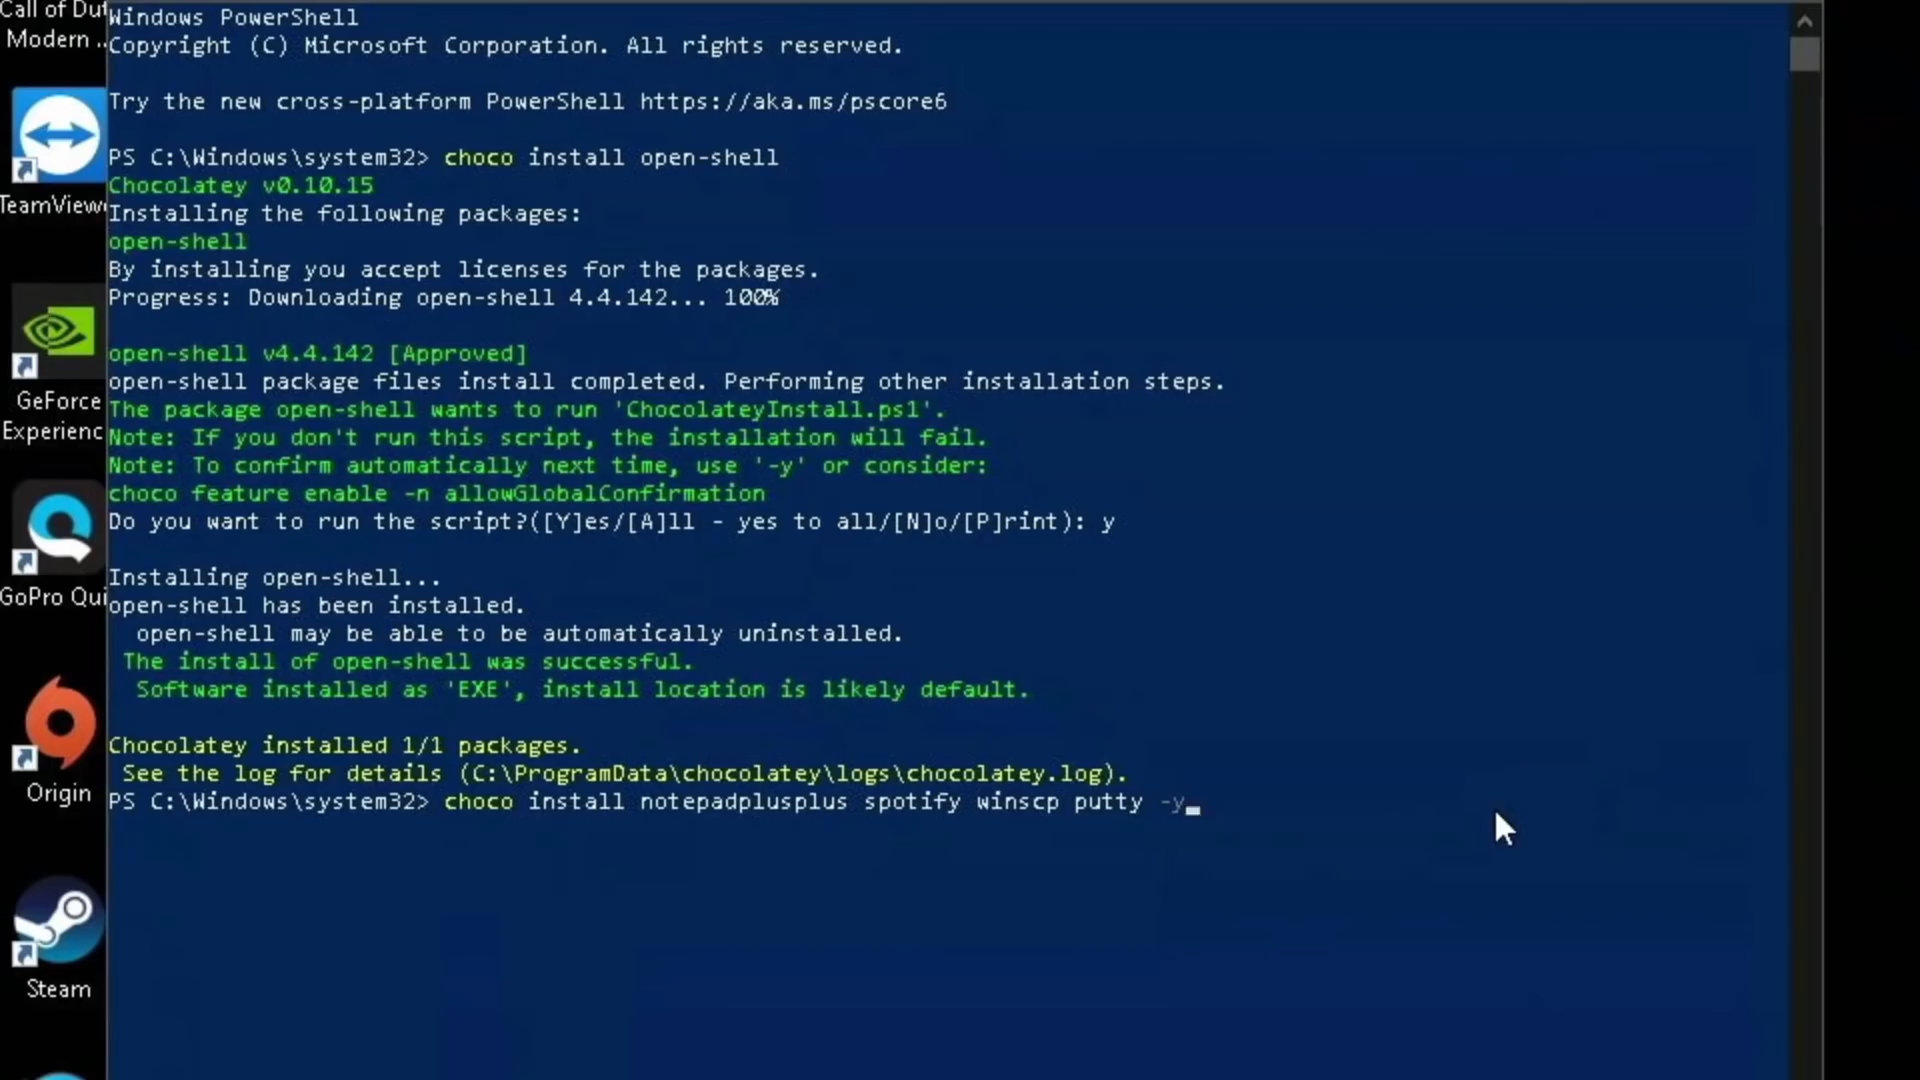 Call of Dut
Modern ..
TeamView
GeForce
Experienc
GoPro Qui
Origin
Steam
Windows PowerShell
Copyright (C) Microsoft Corporation. All rights reserved.
Try the new cross-platform PowerShell https://aka.ms/pscore6
PS C:\Windows\system32> choco install open-shell
Chocolatey v0.10.15
Installing the following packages:
open-shell
By installing you accept licenses for the packages.
Progress: Downloading open-shell 4.4.142... 100%
open-shell v4.4.142 [Approved]
open-shell package files install completed. Performing other installation steps.
The package open-shell wants to run 'ChocolateyInstall.ps1'.
Note: If you don't run this script, the installation will fail.
Note: To confirm automatically next time, use '-y' or consider:
choco feature enable -n allowGlobalConfirmation
Do you want to run the script?([Y]es/[A]ll - yes to all/[N]o/[P]rint): y
Installing open-shell...
open-shell has been installed.
open-shell may be able to be automatically uninstalled.
The install of open-shell was successful.
Software installed as 'EXE', install location is likely default.
Chocolatey installed 1/1 packages.
See the log for details (C:\ProgramData\chocolatey\logs\chocolatey.log).
PS C:\Windows\system32> choco install notepadplusplus spotify winscp putty -y